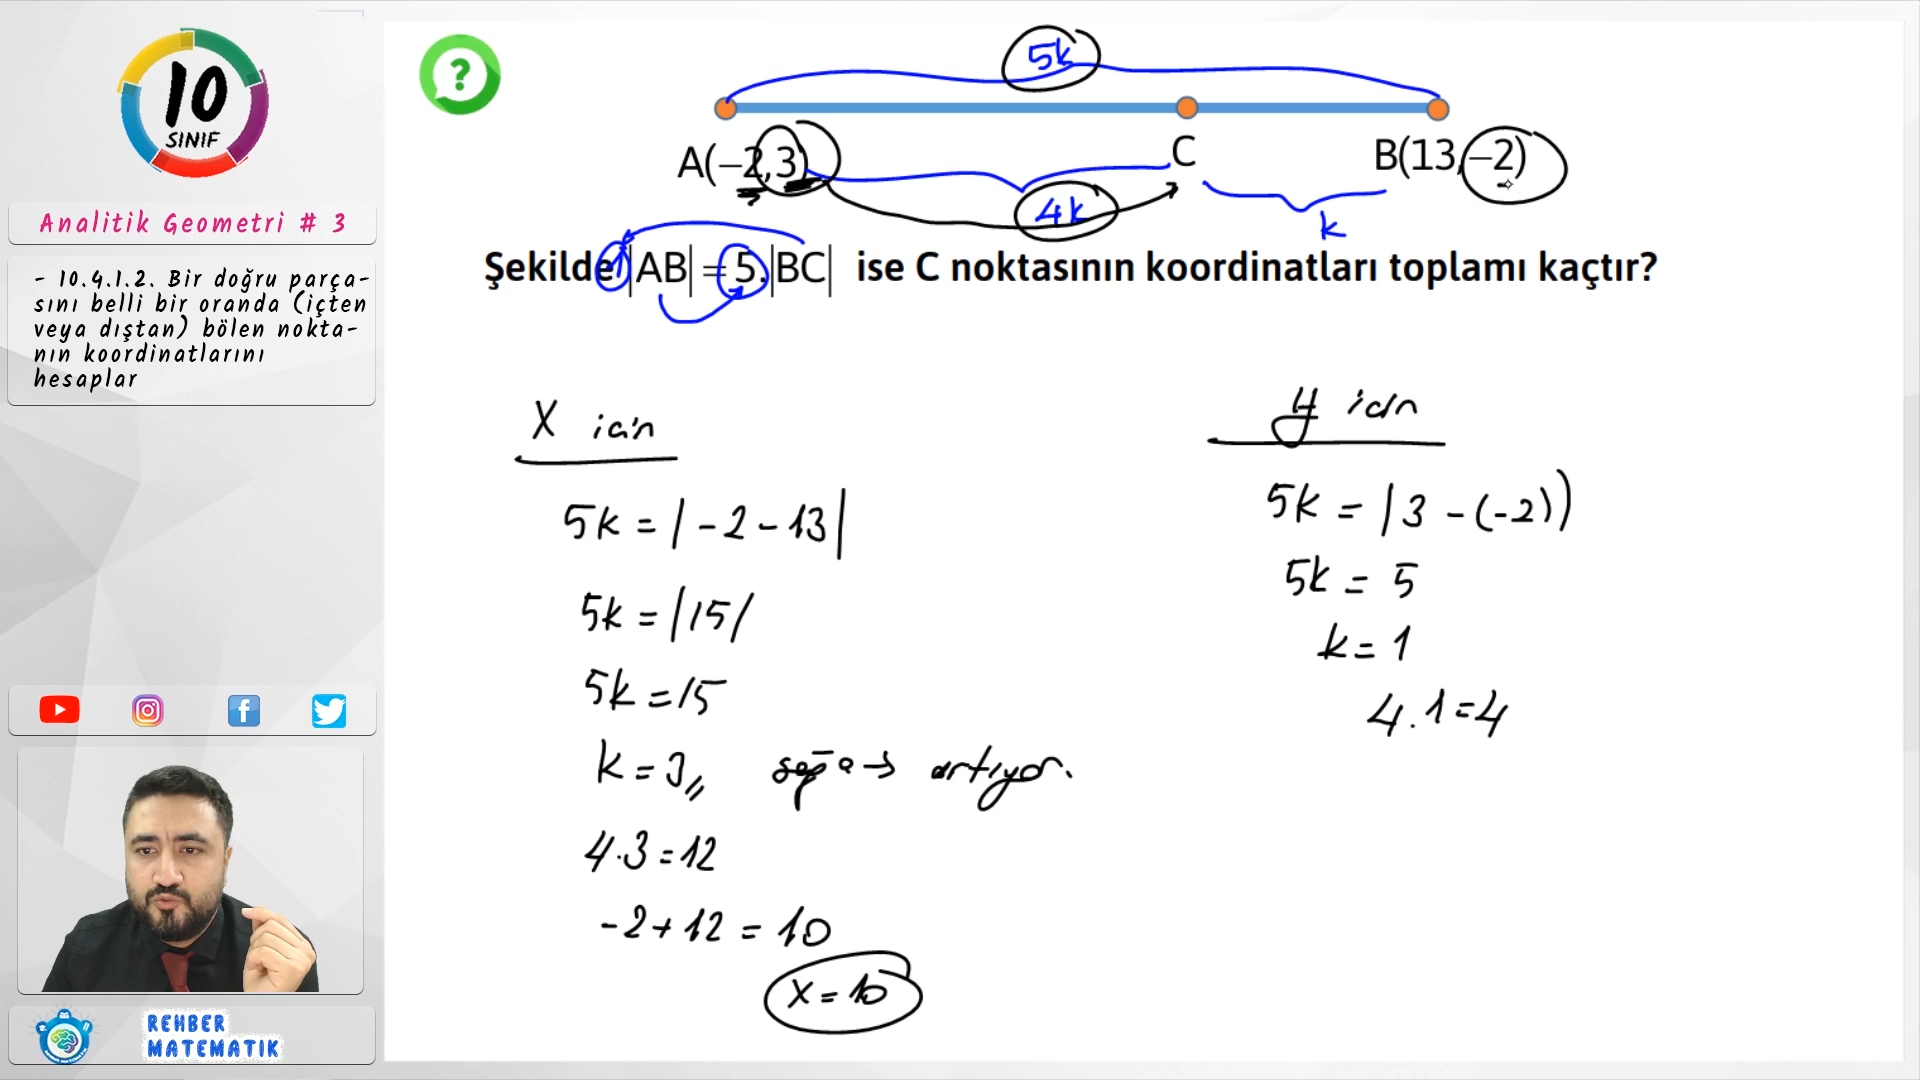 10
SINIF
Analitik Geometri # 3
- 10.4.1.2. Bir doğru parça-
sını belli bir oranda (içten
veya dıştan) bölen nokta-
nın koordinatlarını
hesaplar
REHBER
MATEMATİK
?
5k
A(−2,3)
C
B(13,−2)
4k
k
Şekilde |AB| = 5.|BC| ise C noktasının koordinatları toplamı kaçtır?
X için
5k = |-2-13|
5k = |15|
5k = 15
k = 3,, sağa → artıyor.
4.3 = 12
-2+12 = 10
x = 10
y için
5k = |3-(-2)|
5k = 5
k = 1
4.1 = 4